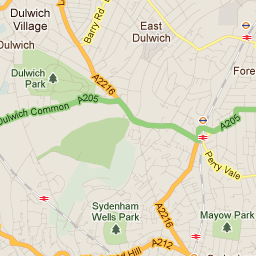 Dulwich
Village
Barry Rd
East
Dulwich
Dulwich
Dulwich
Park
A2216
Fore
A205
Dulwich Common
A205
Perry Vale
Sydenham
Wells Park
A2216
Mayow Park
A212
Hill
Sydenham